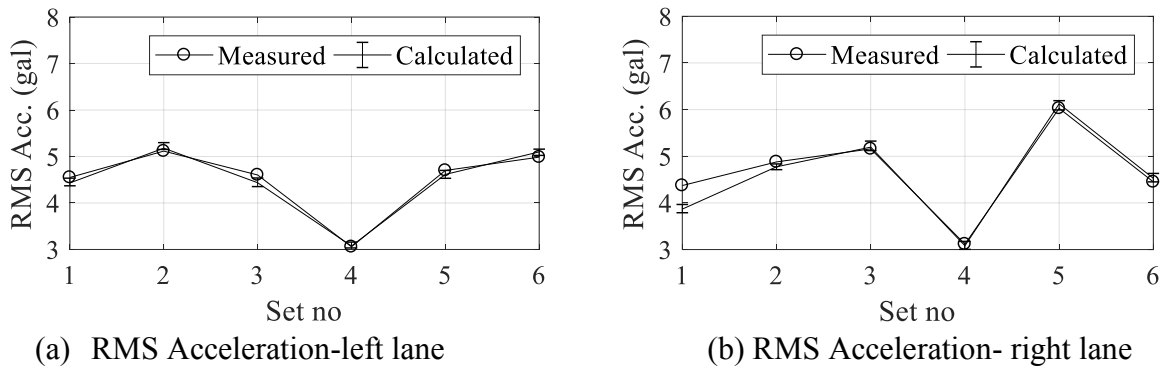 8
7
6
5
4
3
RMS Acc. (gal)
Measured Calculated
1 2 3 4 5 6
Set no
(a) RMS Acceleration-left lane
8
7
6
5
4
3
RMS Acc. (gal)
Measured Calculated
1 2 3 4 5 6
Set no
(b) RMS Acceleration- right lane